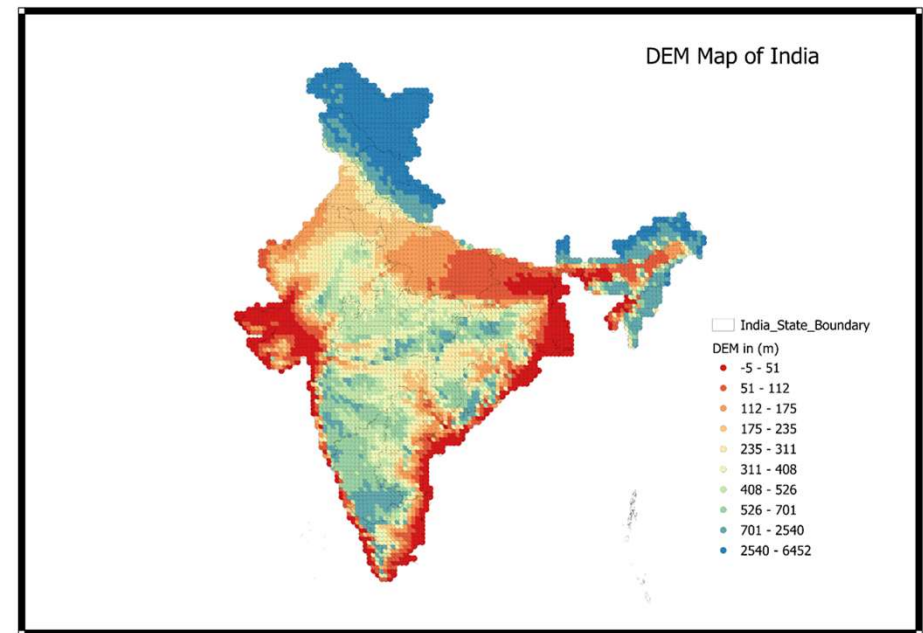 DEM Map of India
India_State_Boundary
DEM in (m)
-5 - 51
51 - 112
112 - 175
175 - 235
235 - 311
311 - 408
408 - 526
526 - 701
701 - 2540
2540 - 6452